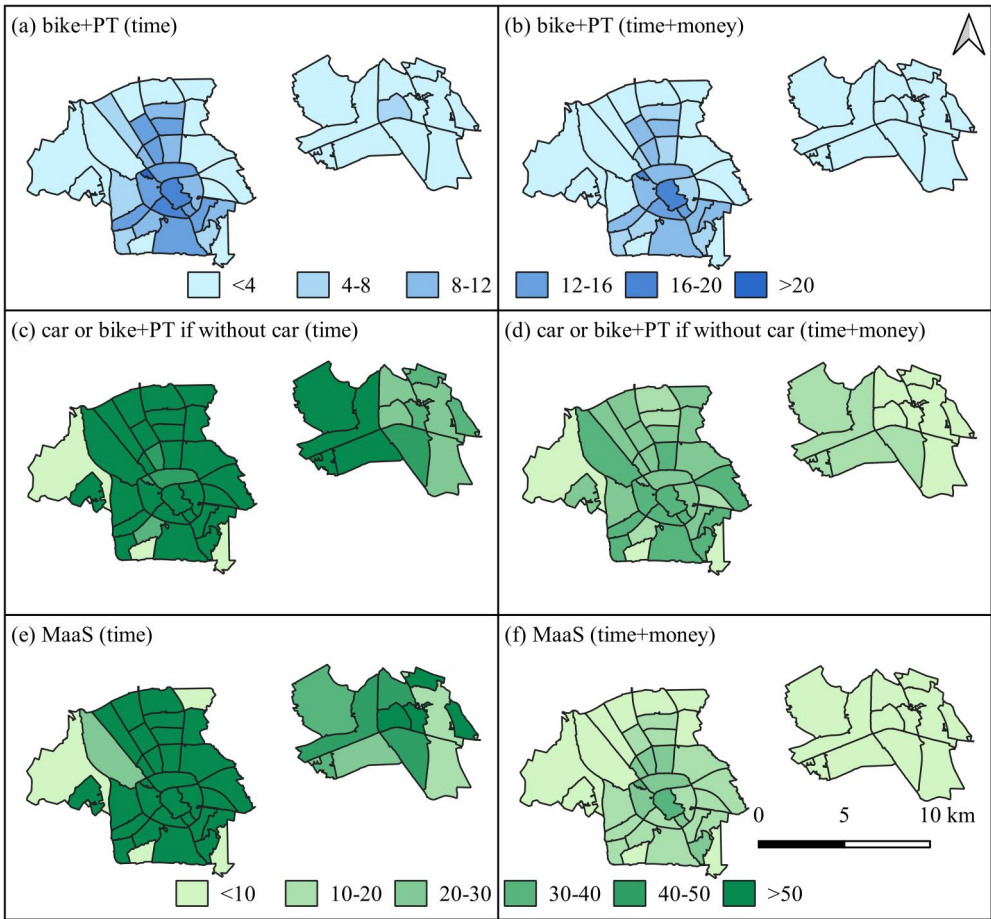 (a) bike+PT (time)
(b) bike+PT (time+money)
<4 4-8 8-12 12-16 16-20 >20
(c) car or bike+PT if without car (time)
(d) car or bike+PT if without car (time+money)
(e) MaaS (time)
(f) MaaS (time+money)
0 5 10 km
<10 10-20 20-30 30-40 40-50 >50